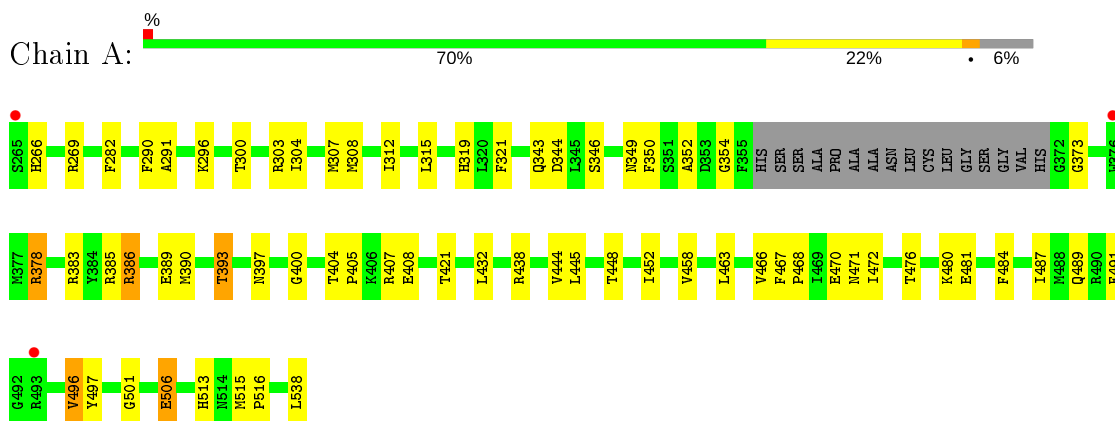 %
Chain A:
70% 22% • 6%
S265 H266 R269 F282 F290 A291 K296 T300 R303 I304 M307 M308 I312 L315 H319 L320 F321 Q343 D344 L345 S346 N349 F350 S351 A352 D353 G354 F355 HIS SER SER ALA PRO ALA ALA ASN LEU CYS LEU GLY SER GLY VAL HIS G372 G373
M377 R378 R383 Y384 R385 R386 E389 M390 T393 N397 G400 T404 P405 K406 R407 E408 T421 L432 R438 V444 L445 T448 I452 V458 L463 V466 F467 P468 I469 E470 N471 I472 T476 K480 E481 F484 I487 M488 Q489 R490
G492 R493 V496 Y497 G501 E506 H513 N514 M515 P516 L538